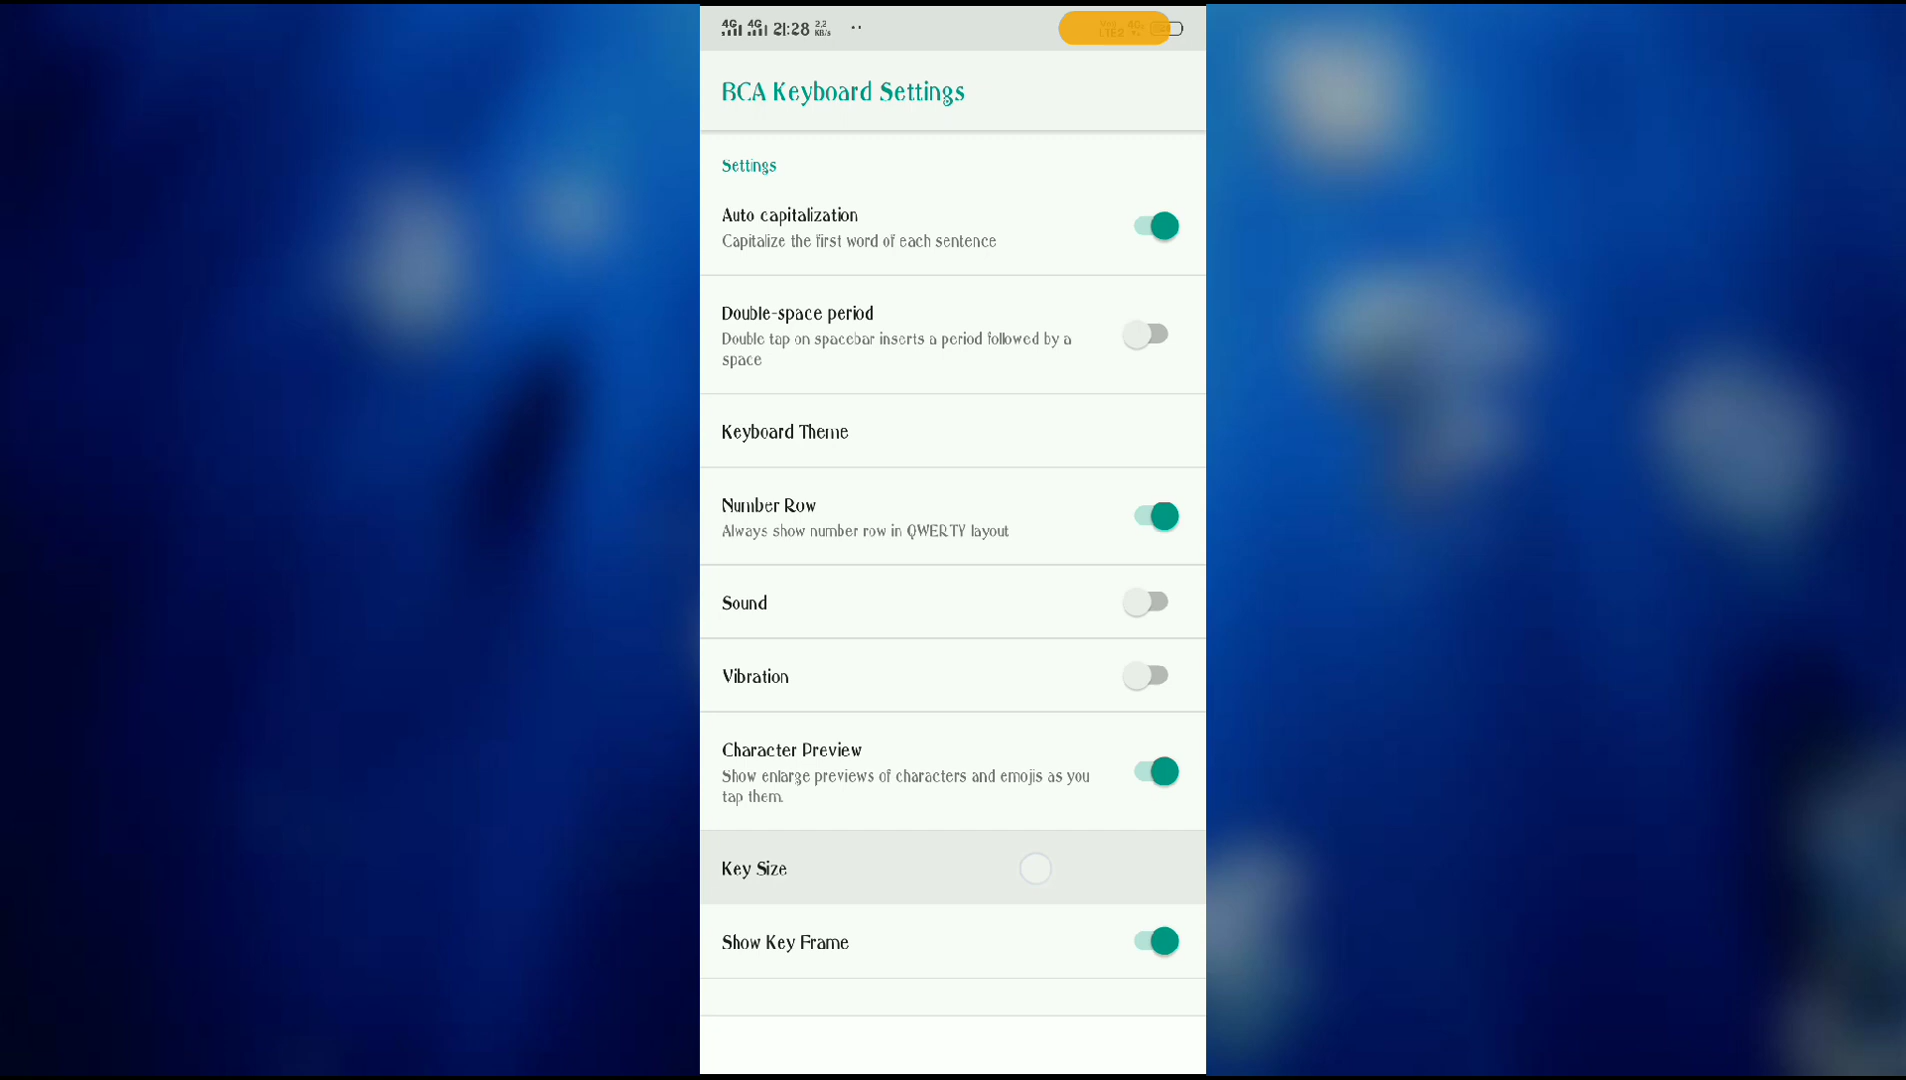 4G 4G 21:28 2,2 KB/s ··
BCA Keyboard Settings
Settings
Auto capitalization
Capitalize the first word of each sentence
Double-space period
Double tap on spacebar inserts a period followed by a
space
Keyboard Theme
Number Row
Always show number row in QWERTY layout
Sound
Vibration
Character Preview
Show enlarge previews of characters and emojis as you
tap them.
Key Size
Show Key Frame